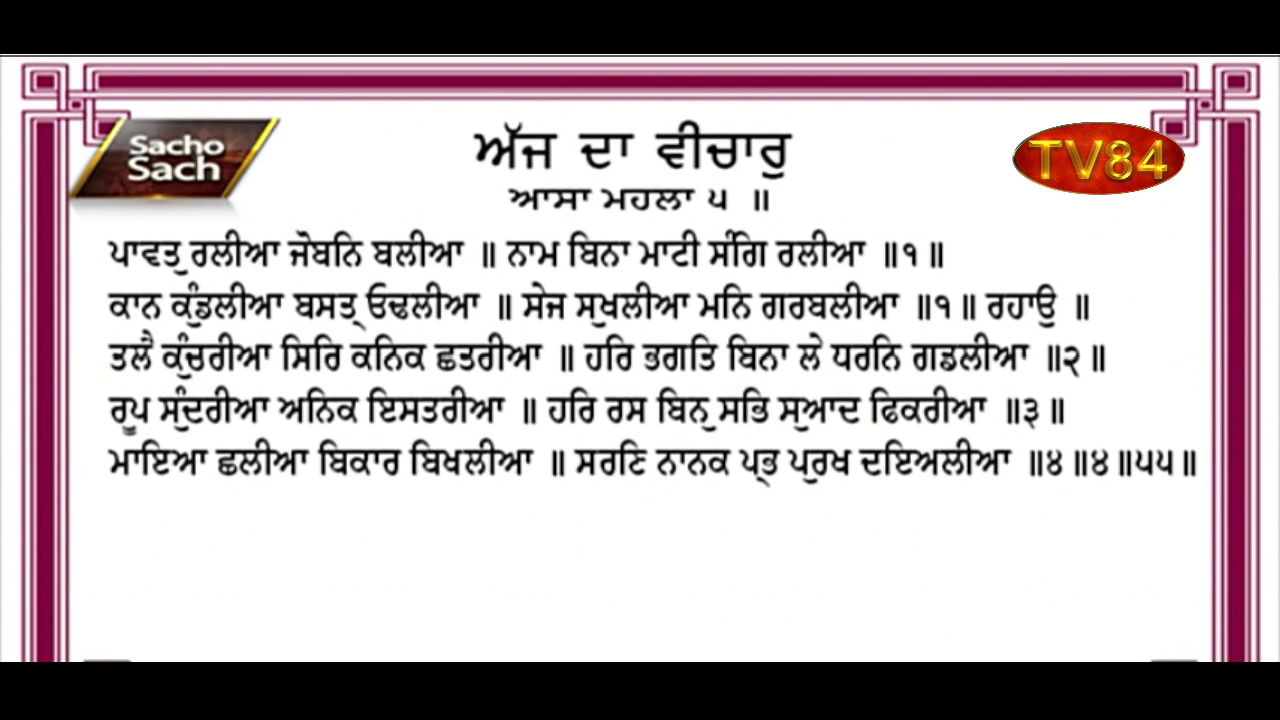 Sacho
Sach
ਅੱਜ ਦਾ ਵੀਚਾਰੁ
TV84
ਆਸਾ ਮਹਲਾ ੫ ॥
ਪਾਵਤੁ ਰਲੀਆ ਜੋਬਨਿ ਬਲੀਆ ॥ ਨਾਮ ਬਿਨਾ ਮਾਟੀ ਸੰਗਿ ਰਲੀਆ ॥੧॥
ਕਾਨ ਕੁੰਡਲੀਆ ਬਸਤ੍ਰ ਓਢਲੀਆ ॥ ਸੇਜ ਸੁਖਲੀਆ ਮਨਿ ਗਰਬਲੀਆ ॥੧॥ ਰਹਾਉ ॥
ਤਲੈ ਕੁੰਚਰੀਆ ਸਿਰਿ ਕਨਿਕ ਛਤਰੀਆ ॥ ਹਰਿ ਭਗਤਿ ਬਿਨਾ ਲੇ ਧਰਨਿ ਗਡਲੀਆ ॥੨॥
ਰੂਪ ਸੁੰਦਰੀਆ ਅਨਿਕ ਇਸਤਰੀਆ ॥ ਹਰਿ ਰਸ ਬਿਨੁ ਸਭਿ ਸੁਆਦ ਫਿਕਰੀਆ ॥੩॥
ਮਾਇਆ ਛਲੀਆ ਬਿਕਾਰ ਬਿਖਲੀਆ ॥ ਸਰਣਿ ਨਾਨਕ ਪ੍ਰਭ ਪੁਰਖ ਦਇਅਲੀਆ ॥੪॥੪॥੫੫॥